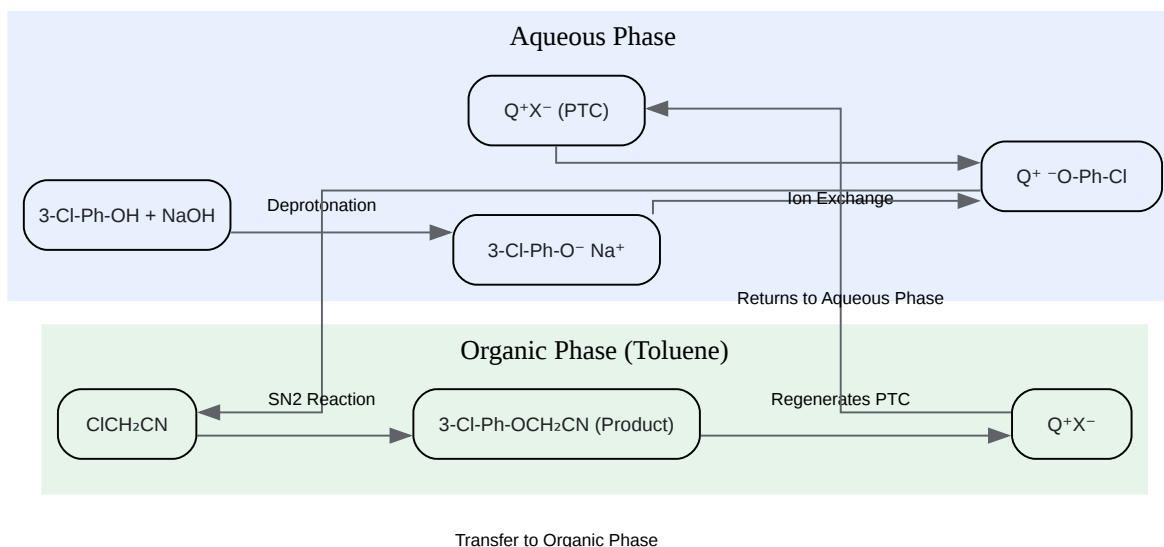 Aqueous Phase
Q⁺X⁻ (PTC)
Q⁺ ⁻O-Ph-Cl
3-Cl-Ph-OH + NaOH
Deprotonation
Ion Exchange
3-Cl-Ph-O⁻ Na⁺
Returns to Aqueous Phase
Organic Phase (Toluene)
SN2 Reaction
Regenerates PTC
ClCH₂CN
3-Cl-Ph-OCH₂CN (Product)
Q⁺X⁻
Transfer to Organic Phase